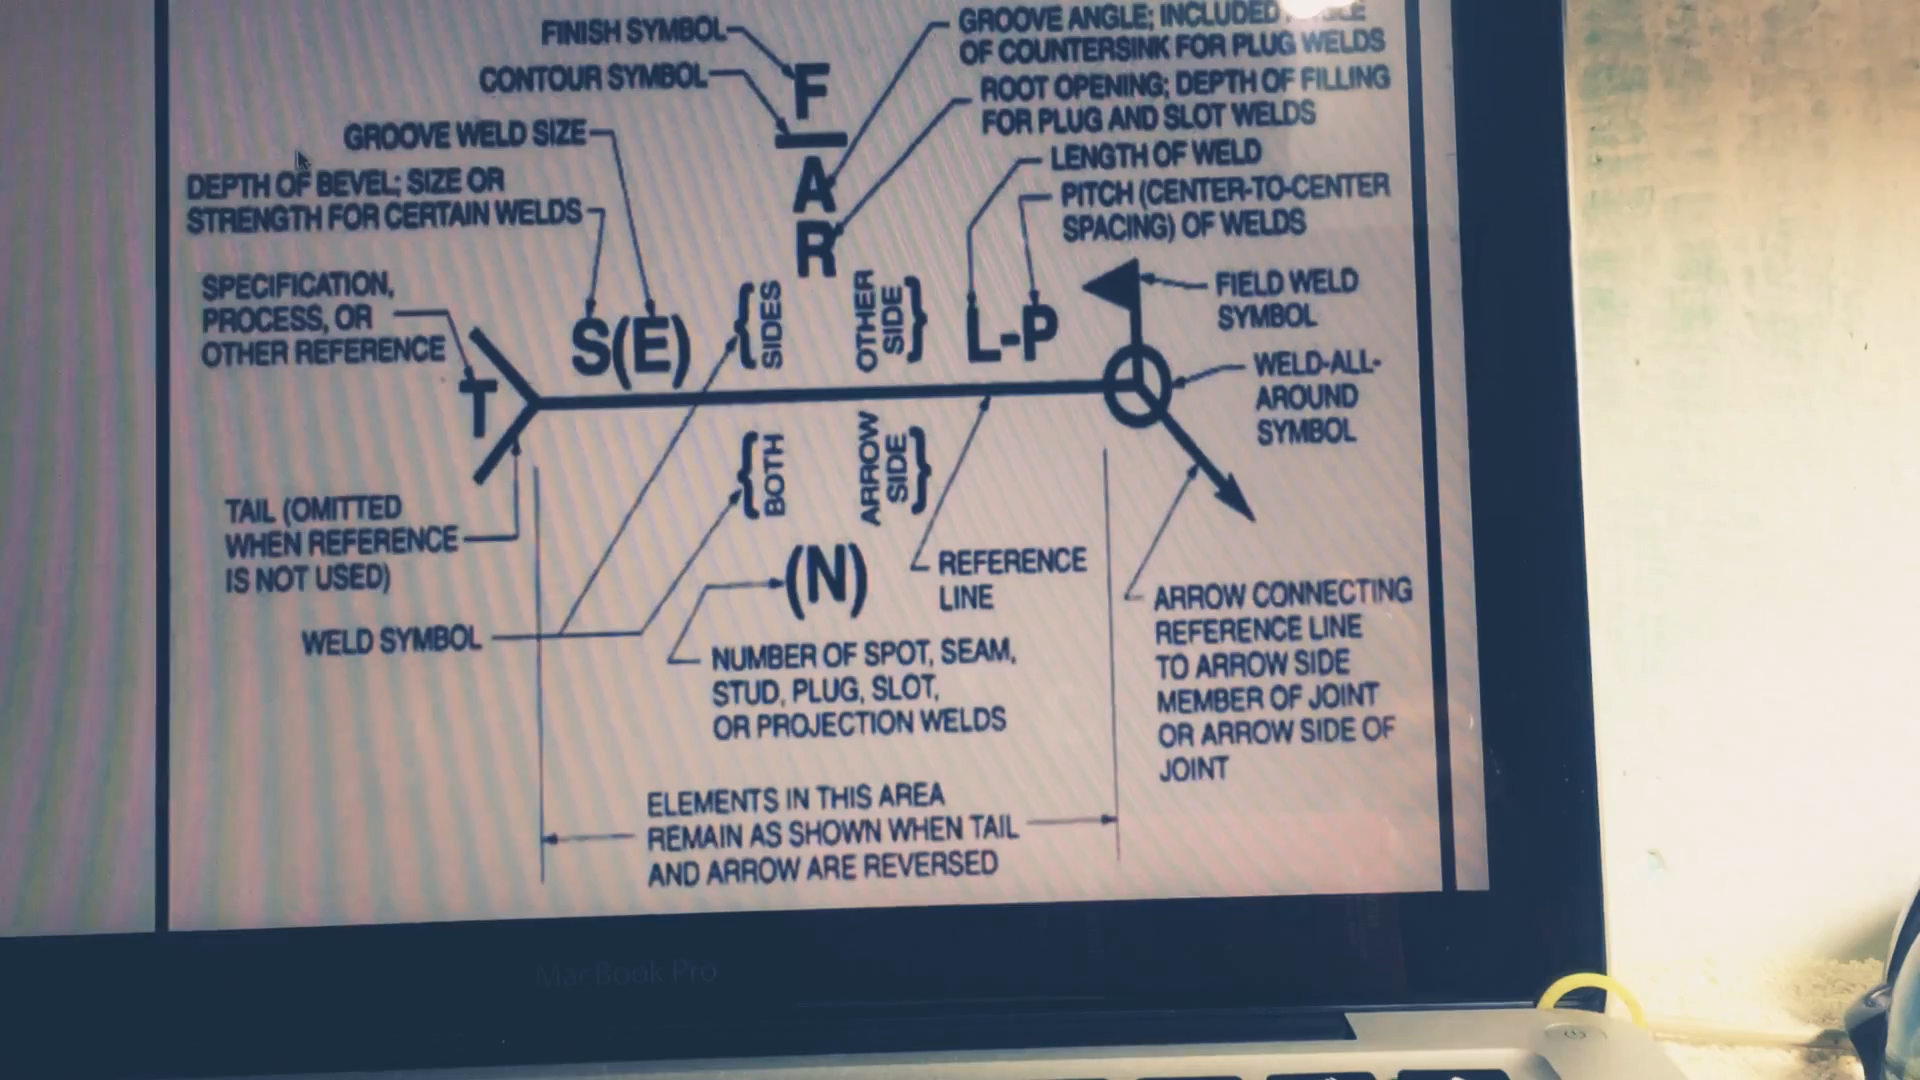 FINISH SYMBOL
CONTOUR SYMBOL
GROOVE WELD SIZE
DEPTH OF BEVEL; SIZE OR
STRENGTH FOR CERTAIN WELDS
SPECIFICATION,
PROCESS, OR
OTHER REFERENCE
TAIL (OMITTED
WHEN REFERENCE
IS NOT USED)
WELD SYMBOL
F
A
R
GROOVE ANGLE; INCLUDED
OF COUNTERSINK FOR PLUG WELDS
ROOT OPENING; DEPTH OF FILLING
FOR PLUG AND SLOT WELDS
LENGTH OF WELD
PITCH (CENTER-TO-CENTER
SPACING) OF WELDS
FIELD WELD
SYMBOL
WELD-ALL-
AROUND
SYMBOL
T
S(E)
{SIDES
OTHER
SIDE}
L-P
{BOTH
ARROW
SIDE}
(N)
REFERENCE
LINE
NUMBER OF SPOT, SEAM,
STUD, PLUG, SLOT,
OR PROJECTION WELDS
ARROW CONNECTING
REFERENCE LINE
TO ARROW SIDE
MEMBER OF JOINT
OR ARROW SIDE OF
JOINT
ELEMENTS IN THIS AREA
REMAIN AS SHOWN WHEN TAIL
AND ARROW ARE REVERSED
MacBook Pro